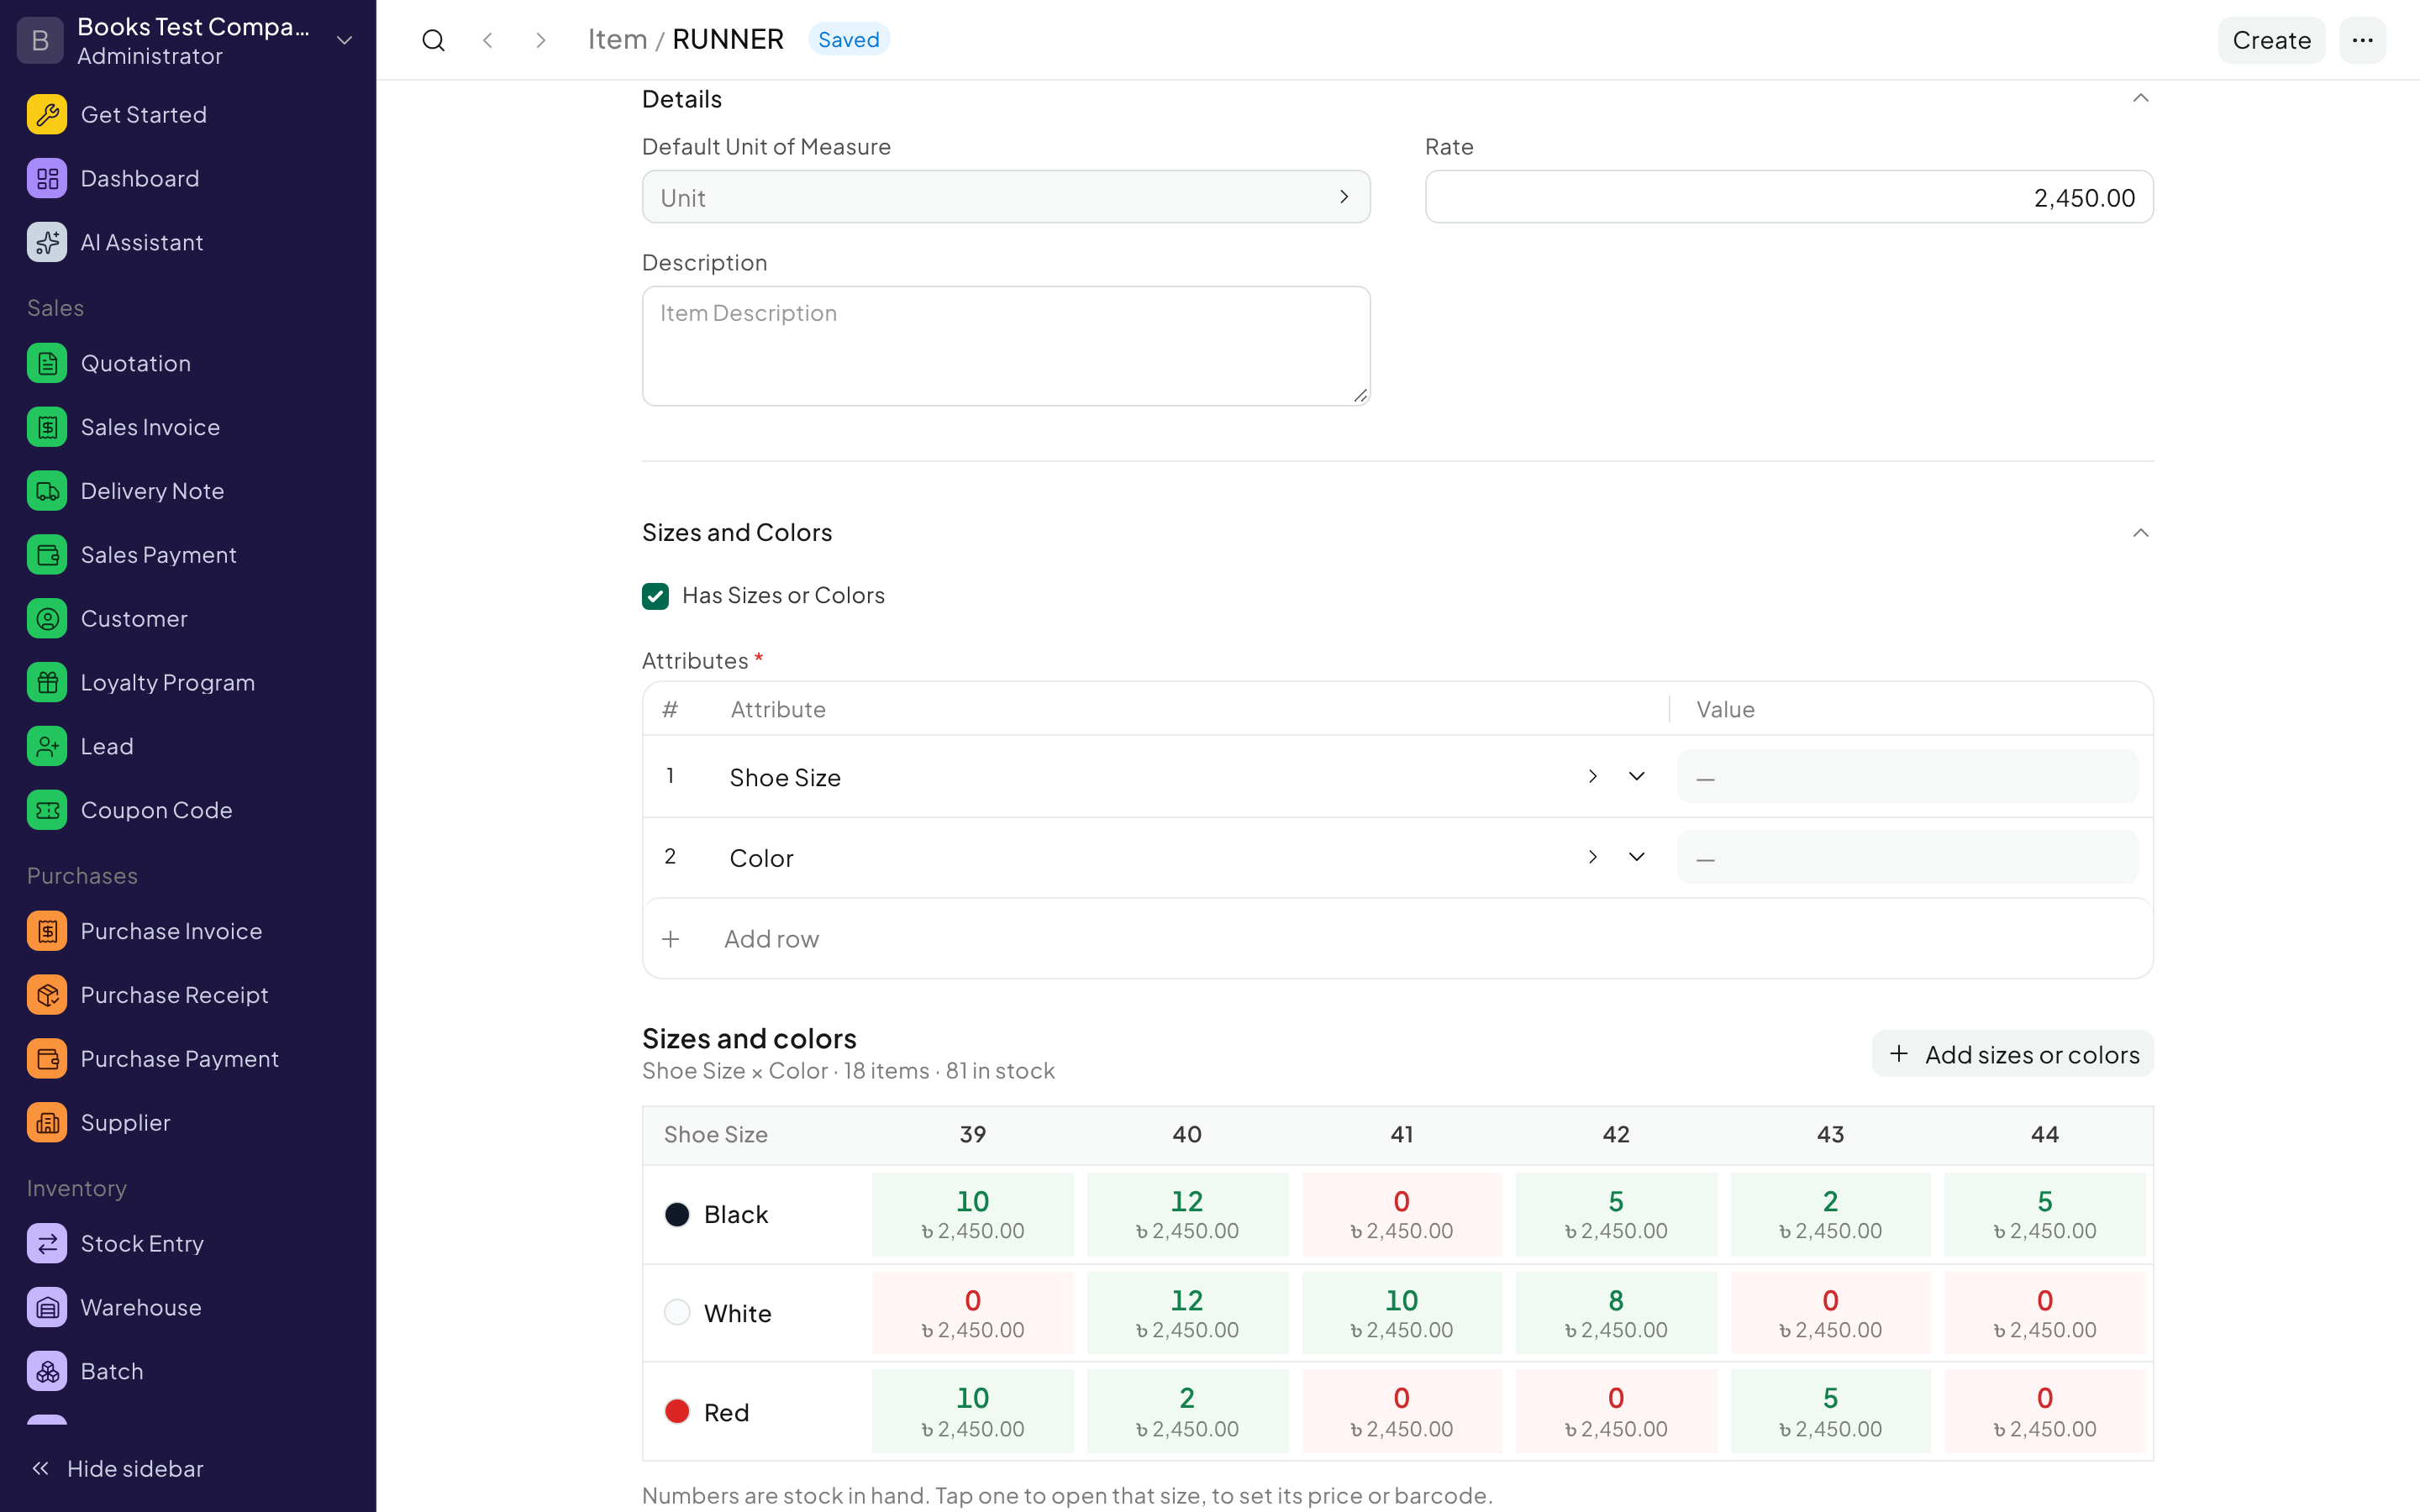 B
Books Test Compa...
Administrator
Get Started
Dashboard
AI Assistant
Sales
Quotation
Sales Invoice
Delivery Note
Sales Payment
Customer
Loyalty Program
Lead
Coupon Code
Purchases
Purchase Invoice
Purchase Receipt
Purchase Payment
Supplier
Inventory
Stock Entry
Warehouse
Batch
Hide sidebar
Item / RUNNER Saved
Create ...
Details
Default Unit of Measure Rate
Unit 2,450.00
Description
Item Description
Sizes and Colors
Has Sizes or Colors
Attributes *
# Attribute Value
1 Shoe Size —
2 Color —
+ Add row
Sizes and colors
Shoe Size × Color · 18 items · 81 in stock
+ Add sizes or colors
Shoe Size 39 40 41 42 43 44
10 12 0 5 2 5
Black
৳ 2,450.00 ৳ 2,450.00 ৳ 2,450.00 ৳ 2,450.00 ৳ 2,450.00 ৳ 2,450.00
0 12 10 8 0 0
White
৳ 2,450.00 ৳ 2,450.00 ৳ 2,450.00 ৳ 2,450.00 ৳ 2,450.00 ৳ 2,450.00
10 2 0 0 5 0
Red
৳ 2,450.00 ৳ 2,450.00 ৳ 2,450.00 ৳ 2,450.00 ৳ 2,450.00 ৳ 2,450.00
Numbers are stock in hand. Tap one to open that size, to set its price or barcode.